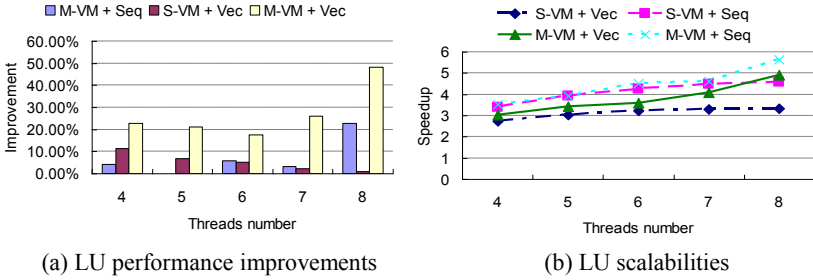 M-VM + Seq S-VM + Vec M-VM + Vec
60.00%
50.00%
40.00%
30.00%
20.00%
10.00%
0.00%
Improvement
4 5 6 7 8
Threads number
(a) LU performance improvements
S-VM + Vec S-VM + Seq
M-VM + Vec M-VM + Seq
6
5
4
3
2
1
0
Speedup
4 5 6 7 8
Threads number
(b) LU scalabilities